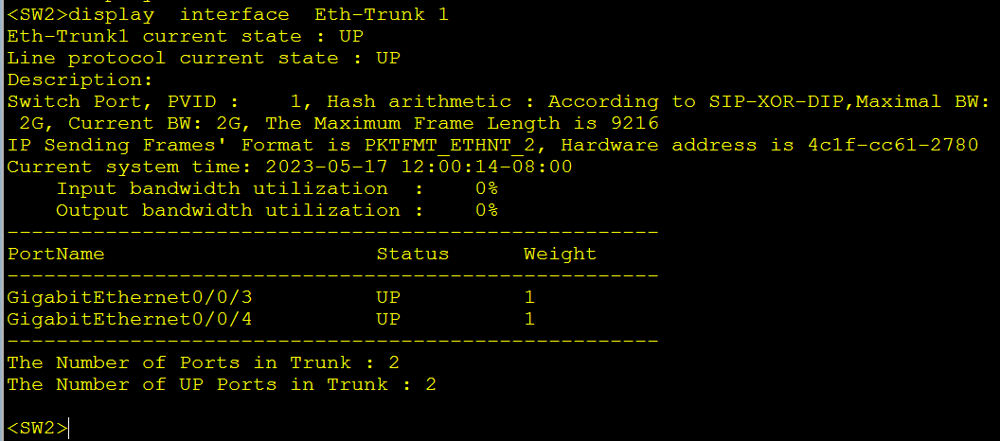 <SW2>display  interface  Eth-Trunk 1
Eth-Trunk1 current state : UP
Line protocol current state : UP
Description:
Switch Port, PVID :    1, Hash arithmetic : According to SIP-XOR-DIP,Maximal BW:
 2G, Current BW: 2G, The Maximum Frame Length is 9216
IP Sending Frames' Format is PKTFMT_ETHNT_2, Hardware address is 4c1f-cc61-2780
Current system time: 2023-05-17 12:00:14-08:00
    Input bandwidth utilization  :    0%
    Output bandwidth utilization :    0%
-----------------------------------------------------
PortName                      Status      Weight
-----------------------------------------------------
GigabitEthernet0/0/3          UP          1
GigabitEthernet0/0/4          UP          1
-----------------------------------------------------
The Number of Ports in Trunk : 2
The Number of UP Ports in Trunk : 2
<SW2>